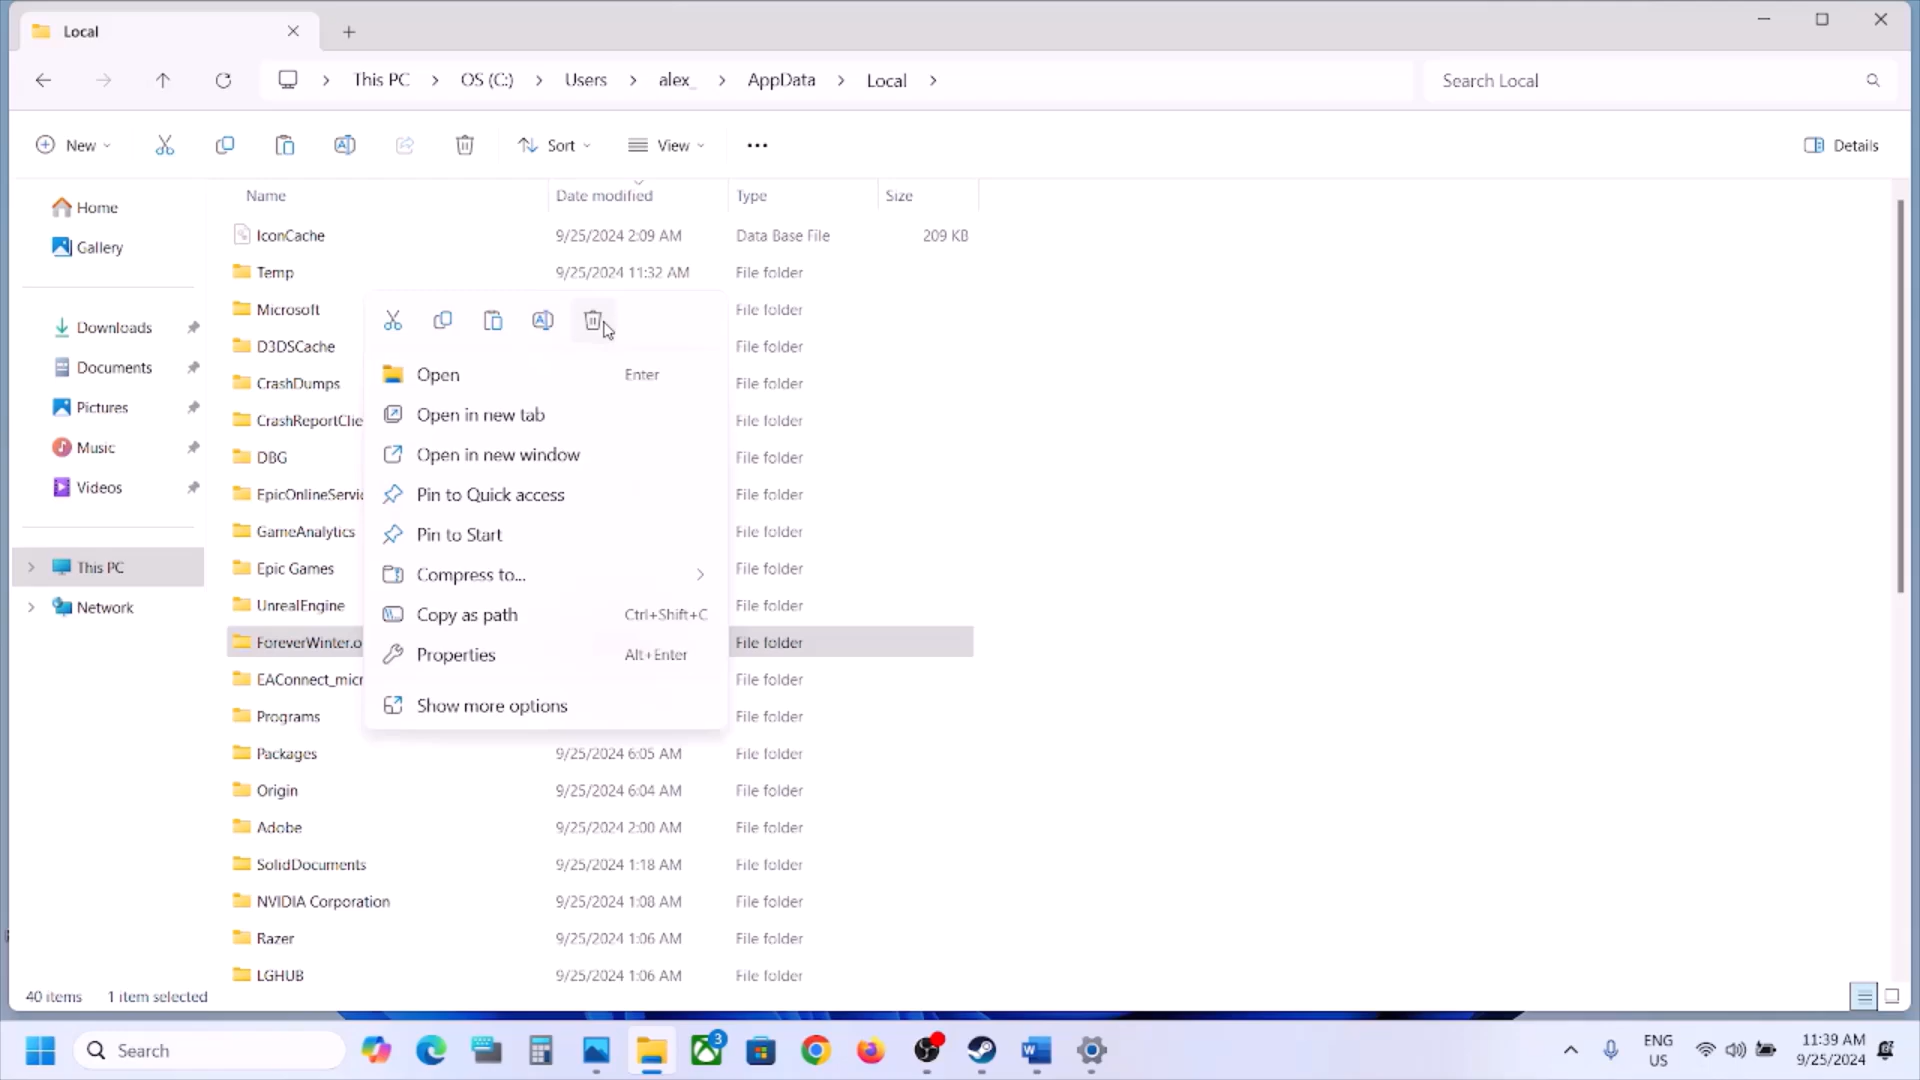 Local
This PC
OS (C:)
Users
alex_
AppData
Local
Search Local
New
Sort
View
Details
Name
Date modified
Type
Size
Home
Gallery
Downloads
Documents
Pictures
Music
Videos
This PC
Network
IconCache 9/25/2024 2:09 AM Data Base File 209 KB
Temp 9/25/2024 11:32 AM File folder
Microsoft File folder
D3DSCache File folder
CrashDumps File folder
CrashReportClie File folder
DBG File folder
EpicOnlineServic File folder
GameAnalytics File folder
Epic Games File folder
UnrealEngine File folder
ForeverWinter.o File folder
EAConnect_micr File folder
Programs File folder
Packages 9/25/2024 6:05 AM File folder
Origin 9/25/2024 6:04 AM File folder
Adobe 9/25/2024 2:00 AM File folder
SolidDocuments 9/25/2024 1:18 AM File folder
NVIDIA Corporation 9/25/2024 1:08 AM File folder
Razer 9/25/2024 1:06 AM File folder
LGHUB 9/25/2024 1:06 AM File folder
Open Enter
Open in new tab
Open in new window
Pin to Quick access
Pin to Start
Compress to...
Copy as path Ctrl+Shift+C
Properties Alt+Enter
Show more options
40 items 1 item selected
Search
3
ENG
US
11:39 AM
9/25/2024